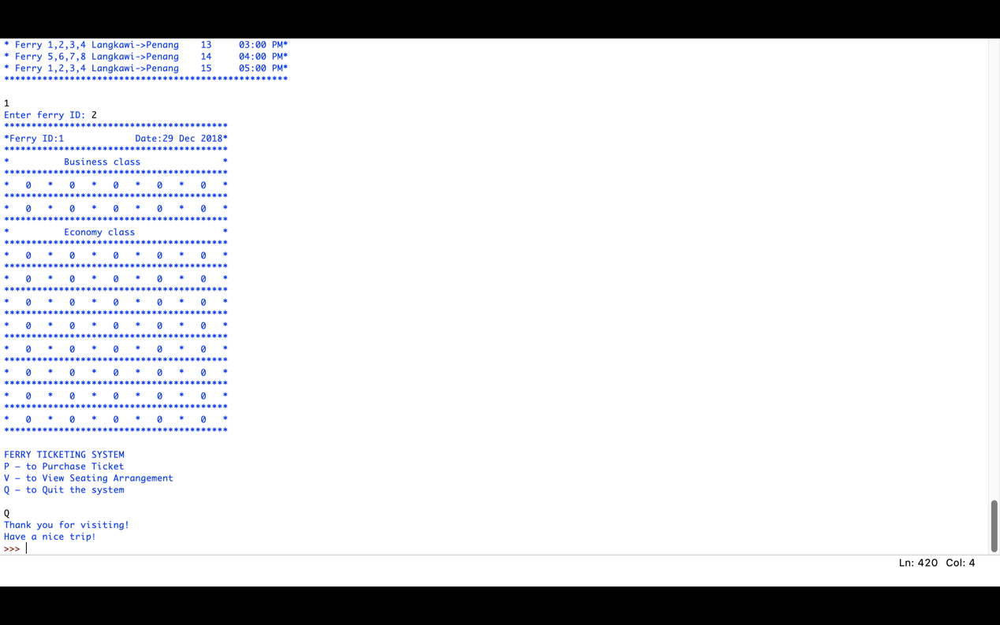 * Ferry 1,2,3,4 Langkawi->Penang    13     03:00 PM*
* Ferry 5,6,7,8 Langkawi->Penang    14     04:00 PM*
* Ferry 1,2,3,4 Langkawi->Penang    15     05:00 PM*
****************************************************
1
Enter ferry ID: 2
*****************************************
*Ferry ID:1             Date:29 Dec 2018*
*****************************************
*          Business class               *
*****************************************
*   0   *   0   *   0   *   0   *   0   *
*****************************************
*   0   *   0   *   0   *   0   *   0   *
*****************************************
*          Economy class                *
*****************************************
*   0   *   0   *   0   *   0   *   0   *
*****************************************
*   0   *   0   *   0   *   0   *   0   *
*****************************************
*   0   *   0   *   0   *   0   *   0   *
*****************************************
*   0   *   0   *   0   *   0   *   0   *
*****************************************
*   0   *   0   *   0   *   0   *   0   *
*****************************************
*   0   *   0   *   0   *   0   *   0   *
*****************************************
*   0   *   0   *   0   *   0   *   0   *
*****************************************
*   0   *   0   *   0   *   0   *   0   *
*****************************************
FERRY TICKETING SYSTEM
P – to Purchase Ticket
V – to View Seating Arrangement
Q – to Quit the system
Q
Thank you for visiting!
Have a nice trip!
>>>
Ln: 420 Col: 4